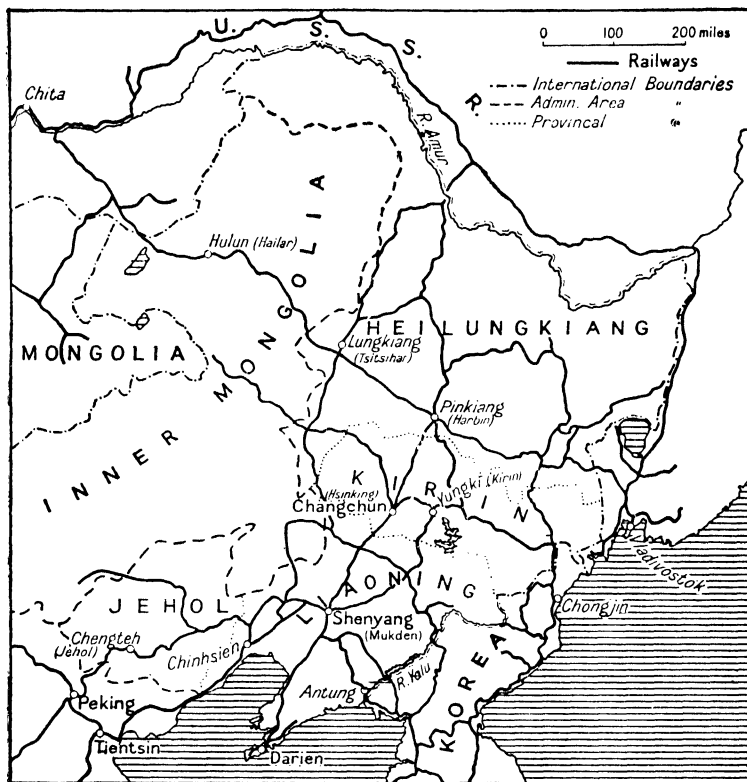 U. S. S. R.
0 100 200 miles
Railways
International Boundaries
Admin. Area "
Provincal "
Chita
R. Amur
Hulun (Hailar)
INNER MONGOLIA
HEILUNGKIANG
MONGOLIA
Lungkiang
(Tsitsihar)
Pinkiang
(Harbin)
KIRIN
(Hsinking)
Changchun
Yungki (Kirin)
Vladivostok
LIAONING
JEHOL
Shenyang
(Mukden)
Chongjin
Chengteh
(Jehol)
Chinhsien
Peking
Antung
R. Yalu
KOREA
Tientsin
Darien